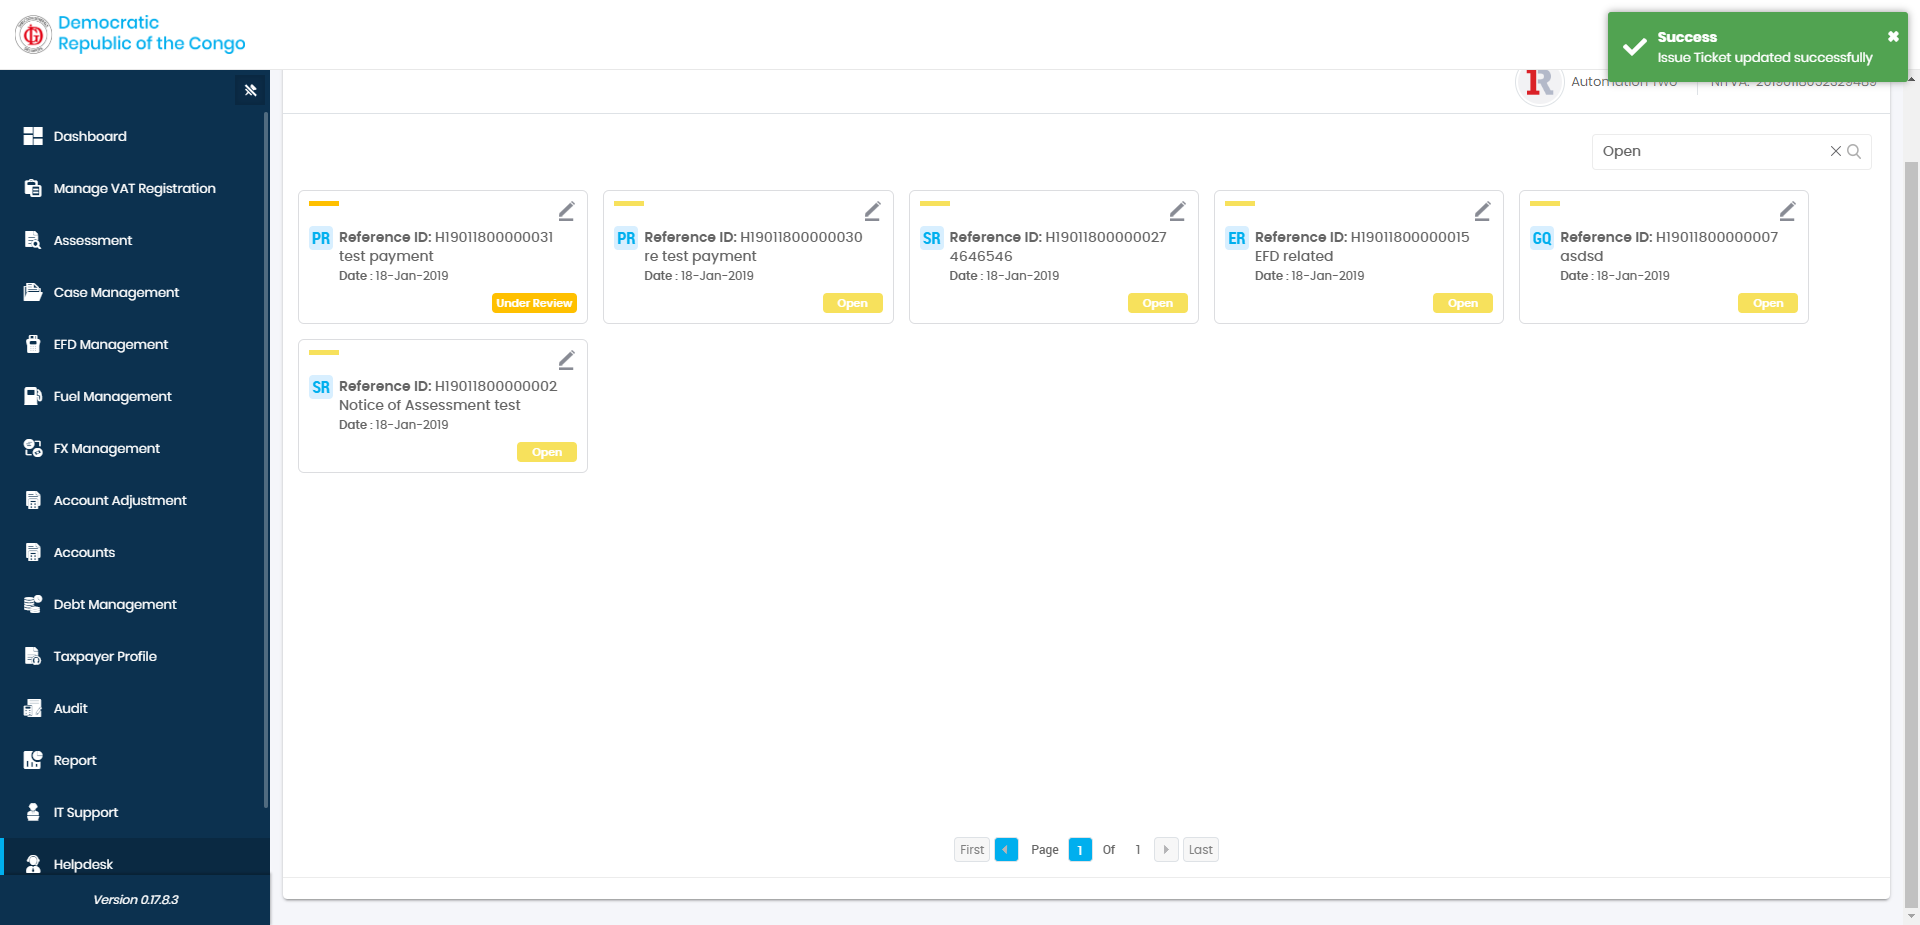 Democratic
Republic of the Congo
Success
Issue Ticket updated successfully
Open
Dashboard
Manage VAT Registration
Assessment
Case Management
EFD Management
Fuel Management
FX Management
Account Adjustment
Accounts
Debt Management
Taxpayer Profile
Audit
Report
IT Support
Helpdesk
Version 0.17.8.3
PR Reference ID: H19011800000031
test payment
Date : 18-Jan-2019
Under Review
PR Reference ID: H19011800000030
re test payment
Date : 18-Jan-2019
Open
SR Reference ID: H19011800000027
4646546
Date : 18-Jan-2019
Open
ER Reference ID: H19011800000015
EFD related
Date : 18-Jan-2019
Open
GQ Reference ID: H19011800000007
asdsd
Date : 18-Jan-2019
Open
SR Reference ID: H19011800000002
Notice of Assessment test
Date : 18-Jan-2019
Open
First Page 1 Of 1 Last